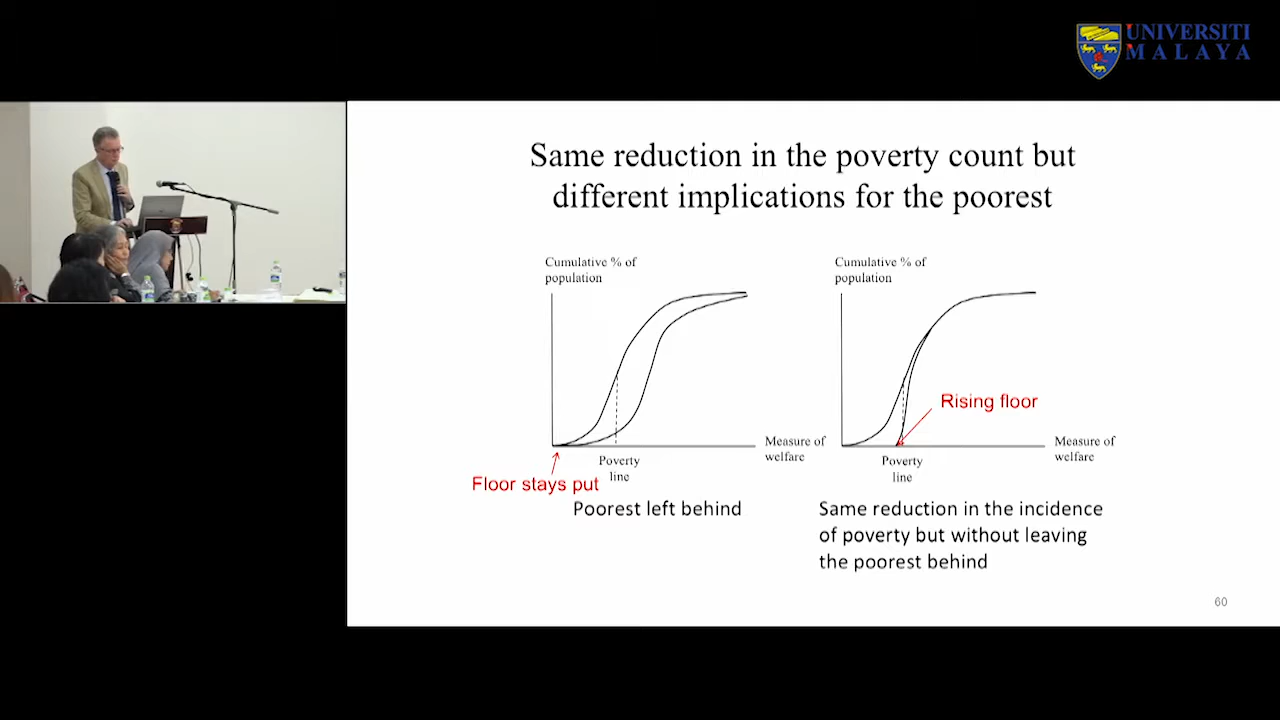 UNIVERSITI
MALAYA
Same reduction in the poverty count but
different implications for the poorest
Cumulative % of
population
Measure of
welfare
Poverty
line
Floor stays put
Poorest left behind
Cumulative % of
population
Rising floor
Measure of
welfare
Poverty
line
Same reduction in the incidence
of poverty but without leaving
the poorest behind
60